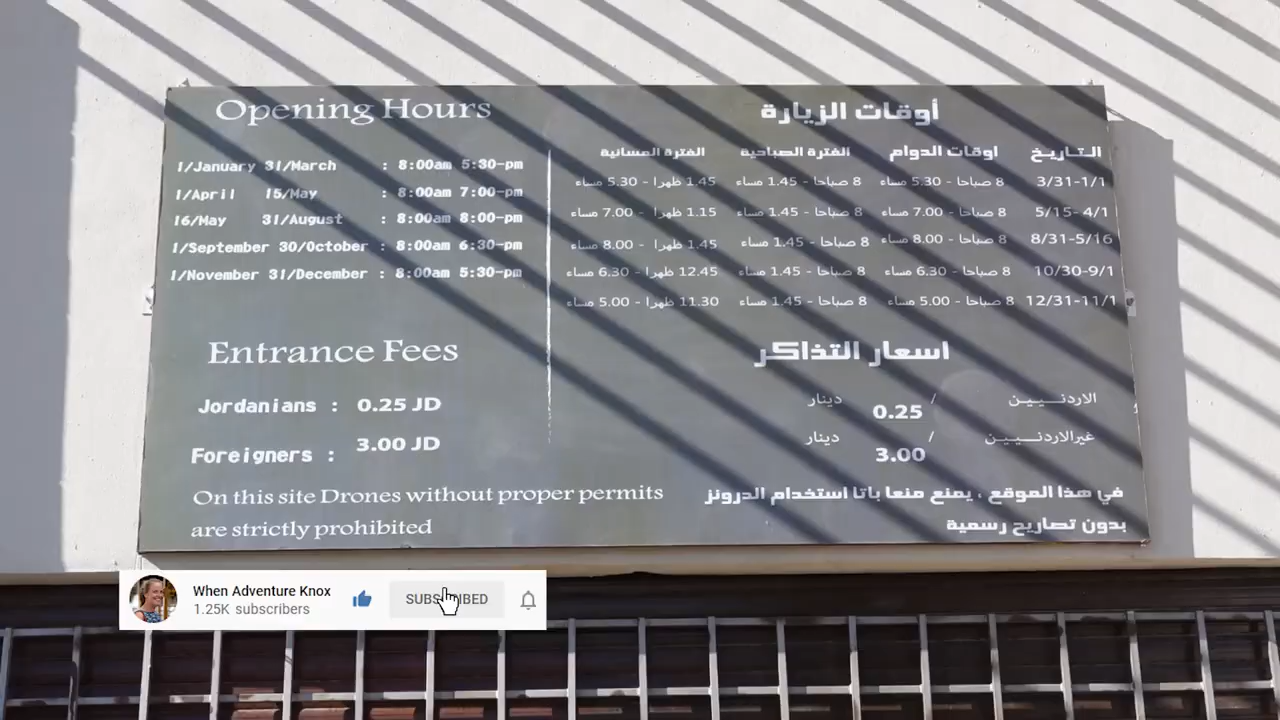 Opening Hours
1/January 31/March : 8:00am 5:30-pm
1/April 15/May : 8:00am 7:00-pm
16/May 31/August : 8:00am 8:00-pm
1/September 30/October : 8:00am 6:30-pm
1/November 31/December : 8:00am 5:30-pm
Entrance Fees
Jordanians : 0.25 JD
Foreigners : 3.00 JD
On this site Drones without proper permits
are strictly prohibited
أوقات الزيارة
التاريخ اوقات الدوام الفترة الصباحية الفترة المسائية
3/31-1/1 8 صباحا - 5.30 مساء 8 صباحا - 1.45 مساء 1.45 ظهرا - 5.30 مساء
5/15- 4/1 8 صباحا - 7.00 مساء 8 صباحا - 1.45 مساء 1.15 ظهرا - 7.00 مساء
8/31-5/16 8 صباحا - 8.00 مساء 8 صباحا - 1.45 مساء 1.45 ظهرا - 8.00 مساء
10/30-9/1 8 صباحا - 6.30 مساء 8 صباحا - 1.45 مساء 12.45 ظهرا - 6.30 مساء
12/31-11/1 8 صباحا - 5.00 مساء 8 صباحا - 1.45 مساء 11.30 ظهرا - 5.00 مساء
اسعار التذاكر
الاردنـــيـيـن / 0.25 دينار
غيرالاردنـــيـيـن / 3.00 دينار
في هذا الموقع ، يمنع منعا باتا استخدام الدرونز
بدون تصاريح رسمية
When Adventure Knox
1.25K subscribers
SUBSCRIBED